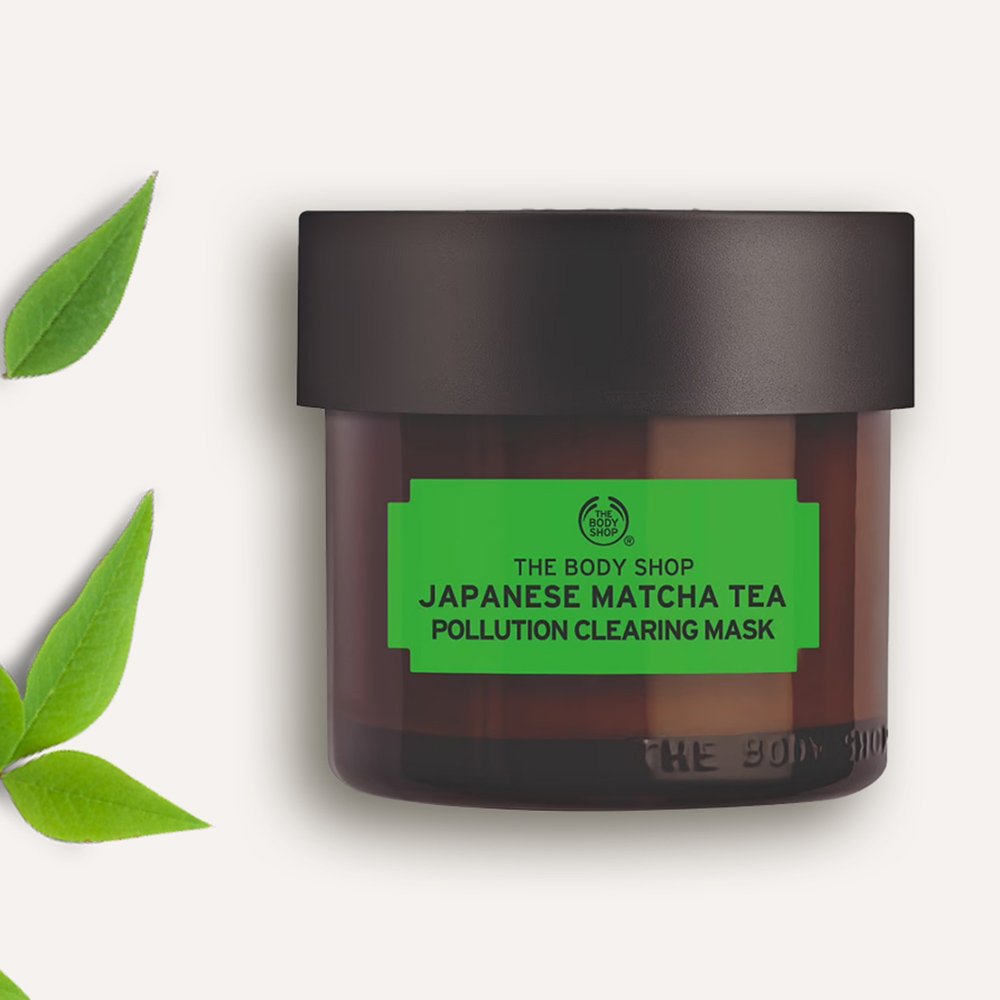 THE
BODY
SHOP
®
THE BODY SHOP
JAPANESE MATCHA TEA
POLLUTION CLEARING MASK
THE BODY SHOP